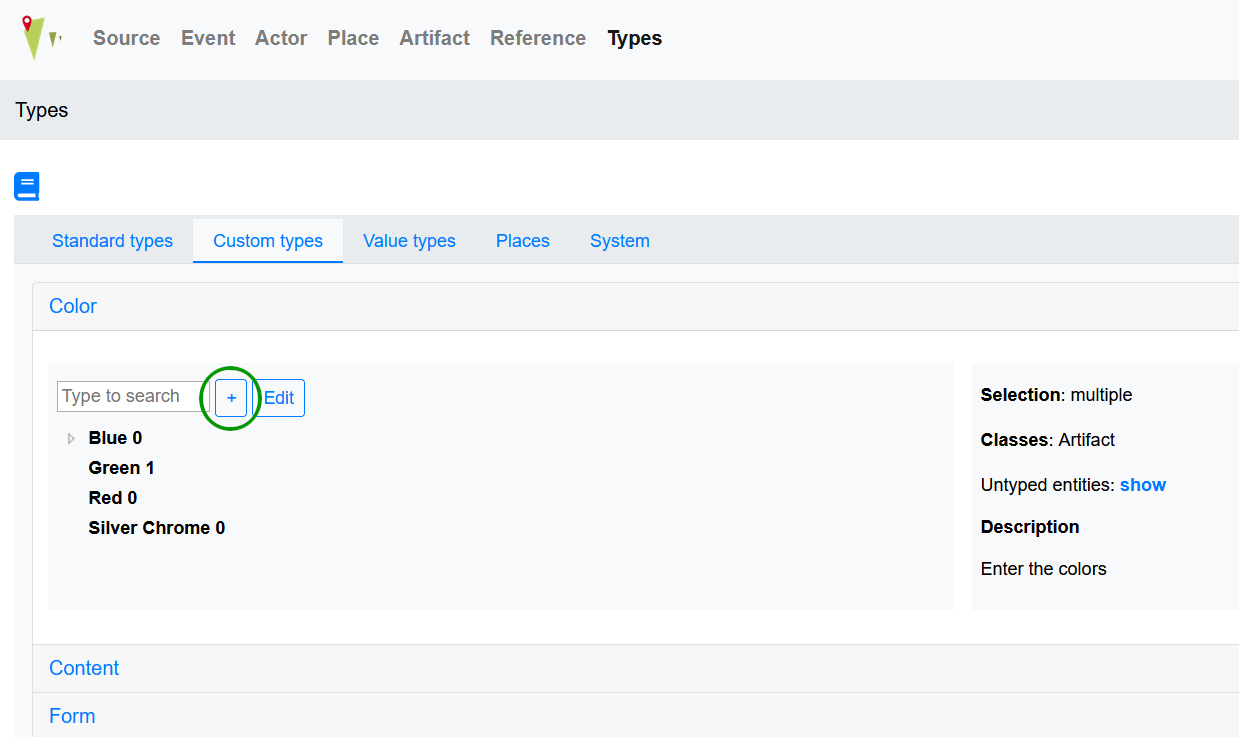 Source Event Actor Place Artifact Reference Types
Types
Standard types Custom types Value types Places System
Color
Type to search + Edit
Selection: multiple
Blue 0
Classes: Artifact
Green 1
Untyped entities: show
Red 0
Silver Chrome 0
Description
Enter the colors
Content
Form